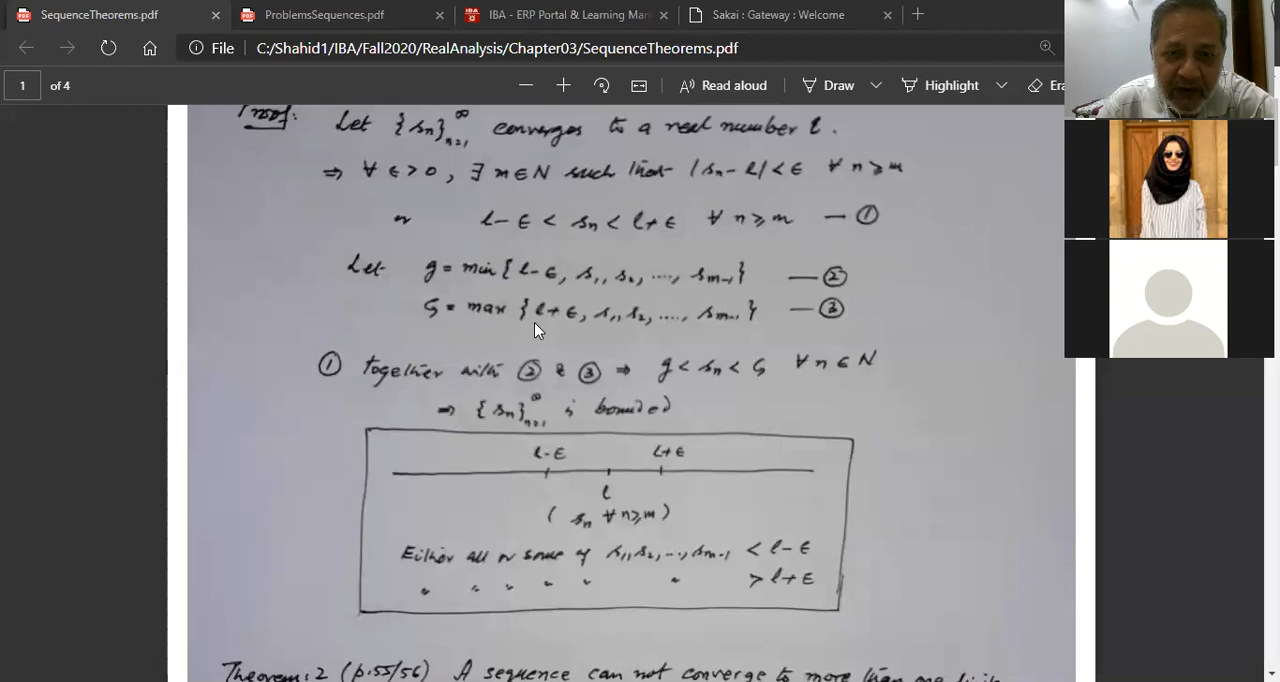 SequenceTheorems.pdf
ProblemsSequences.pdf
IBA - ERP Portal & Learning Man
Sakai : Gateway : Welcome
File C:/Shahid1/IBA/Fall2020/RealAnalysis/Chapter03/SequenceTheorems.pdf
1 of 4 Read aloud Draw Highlight Era
Proof: Let {sn}∞n=1 converges to a real number l.
⇒ ∀ ε > 0, ∃ m ∈ N such that |sn - l| < ε ∀ n ≥ m
or l - ε < sn < l + ε ∀ n ≥ m — ①
Let g = min {l - ε, s1, s2, ...., sm-1} — ②
G = max {l + ε, s1, s2, ...., sm-1} — ③
① together with ② & ③ ⇒ g < sn < G ∀ n ∈ N
⇒ {sn}∞n=1 is bounded
l - ε l + ε
l
( sn ∀ n ≥ m )
Either all or some of s1, s2, ..., sm-1 < l - ε
" " " " " " > l + ε
Theorem: 2 (p.55/56) A sequence can not converge to more than one limit